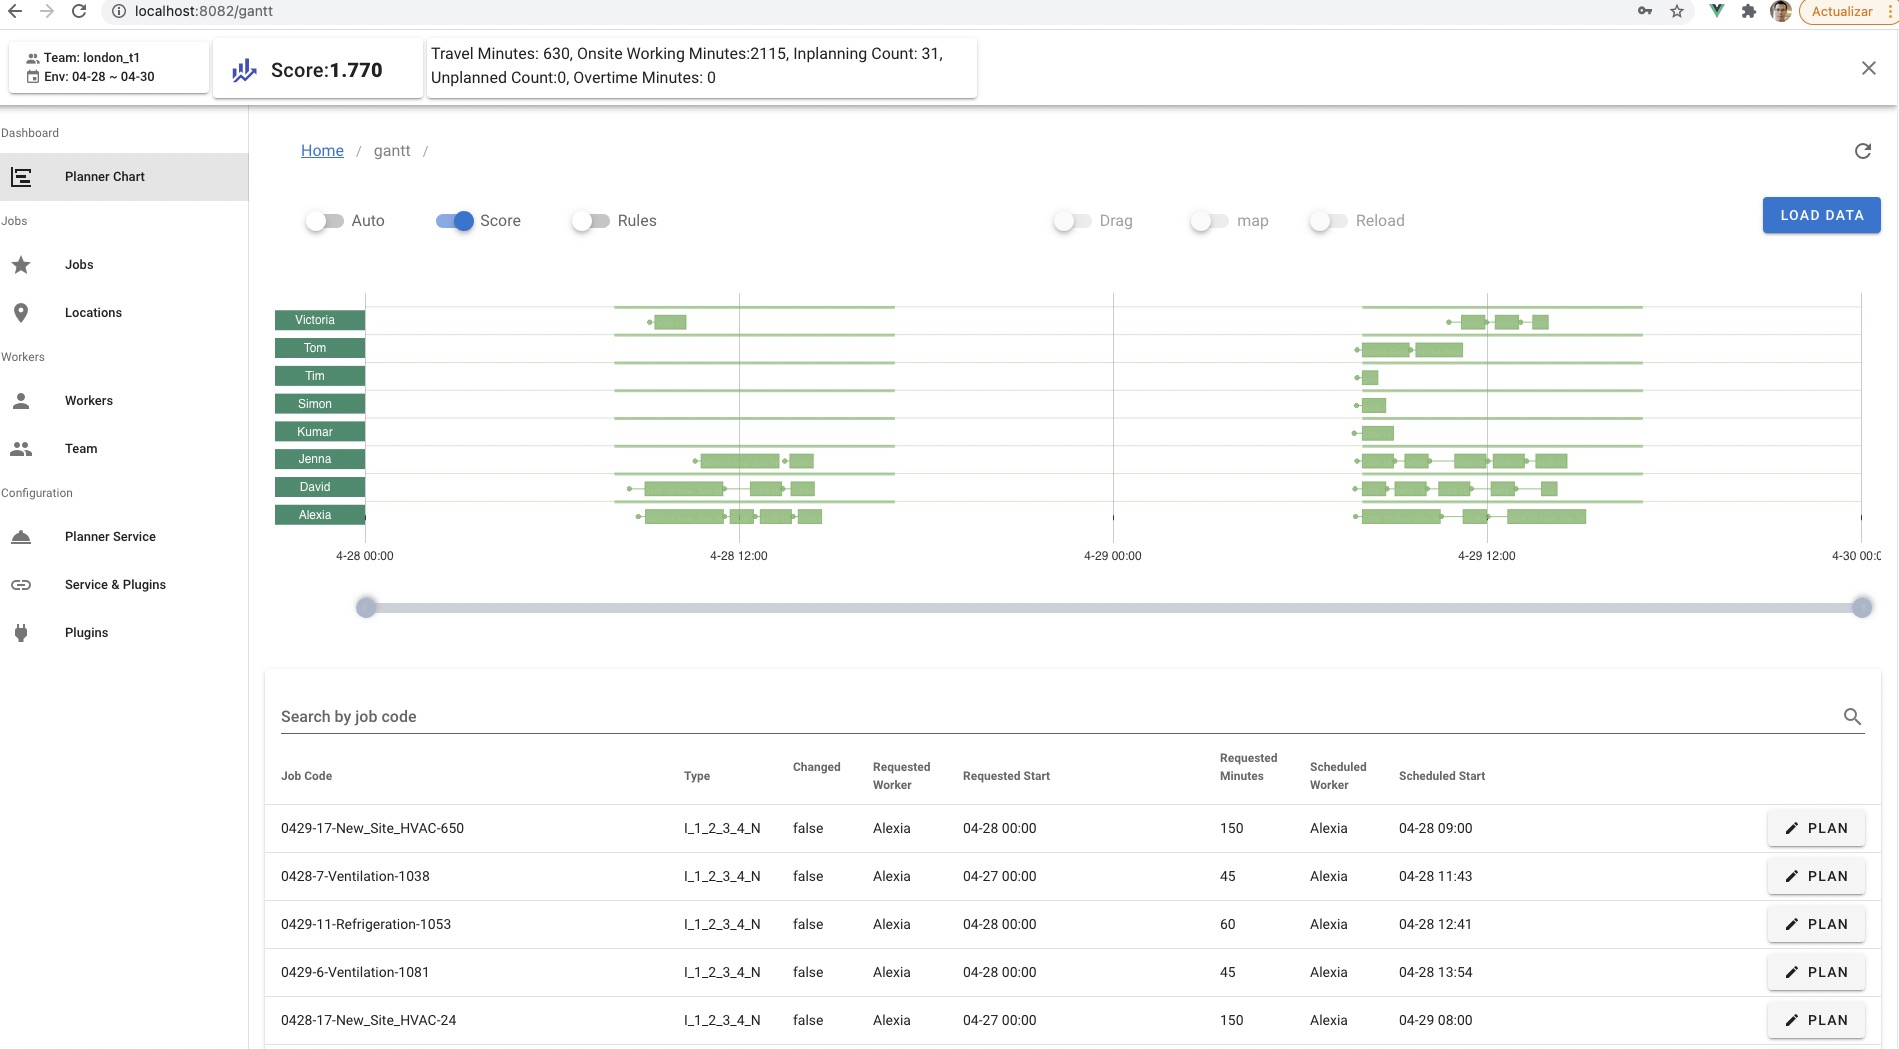 localhost:8082/gantt
Actualizar
Team: london_t1
Env: 04-28 ~ 04-30
Score:1.770
Travel Minutes: 630, Onsite Working Minutes:2115, Inplanning Count: 31,
Unplanned Count:0, Overtime Minutes: 0
Dashboard
Planner Chart
Jobs
Jobs
Locations
Workers
Workers
Team
Configuration
Planner Service
Service & Plugins
Plugins
Home / gantt /
Auto Score Rules Drag map Reload LOAD DATA
Victoria
Tom
Tim
Simon
Kumar
Jenna
David
Alexia
4-28 00:00 4-28 12:00 4-29 00:00 4-29 12:00 4-30 00:0
Search by job code
Job Code Type Changed Requested Worker Requested Start Requested Minutes Scheduled Worker Scheduled Start
0429-17-New_Site_HVAC-650 I_1_2_3_4_N false Alexia 04-28 00:00 150 Alexia 04-28 09:00 PLAN
0428-7-Ventilation-1038 I_1_2_3_4_N false Alexia 04-27 00:00 45 Alexia 04-28 11:43 PLAN
0429-11-Refrigeration-1053 I_1_2_3_4_N false Alexia 04-28 00:00 60 Alexia 04-28 12:41 PLAN
0429-6-Ventilation-1081 I_1_2_3_4_N false Alexia 04-28 00:00 45 Alexia 04-28 13:54 PLAN
0428-17-New_Site_HVAC-24 I_1_2_3_4_N false Alexia 04-27 00:00 150 Alexia 04-29 08:00 PLAN